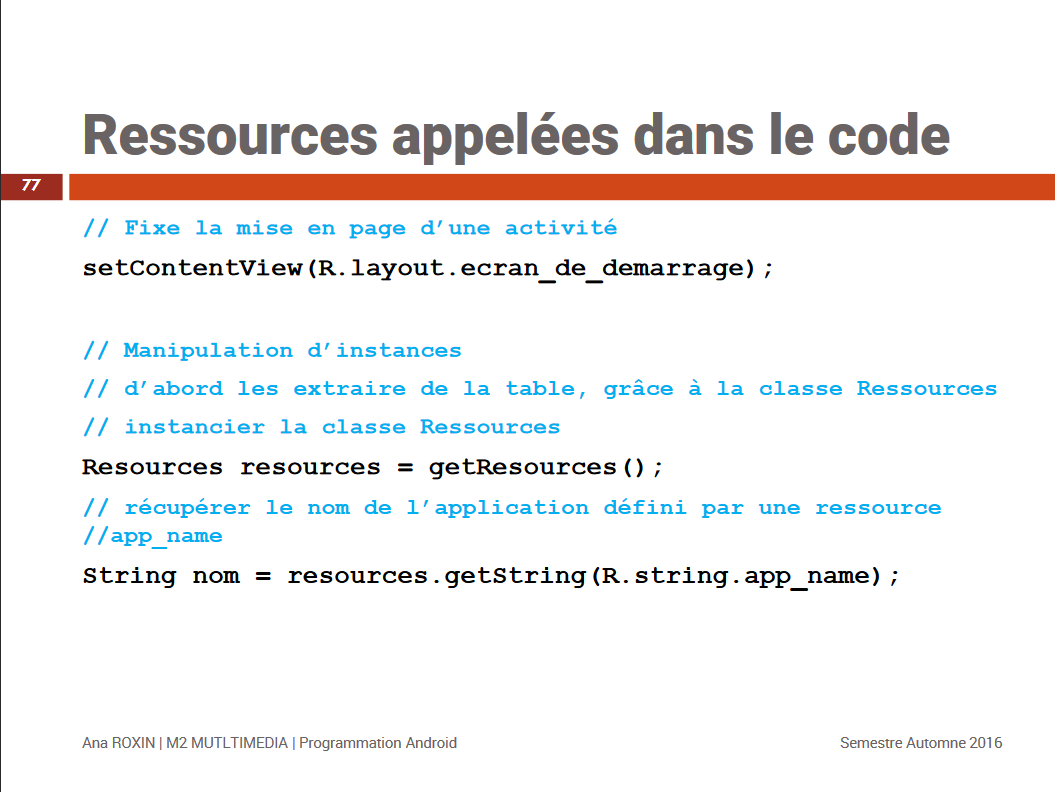 Ressources appelées dans le code
77
// Fixe la mise en page d’une activité
setContentView(R.layout.ecran_de_demarrage);
// Manipulation d’instances
// d’abord les extraire de la table, grâce à la classe Ressources
// instancier la classe Ressources
Resources resources = getResources();
// récupérer le nom de l’application défini par une ressource
//app_name
String nom = resources.getString(R.string.app_name);
Ana ROXIN | M2 MUTLTIMEDIA | Programmation Android
Semestre Automne 2016